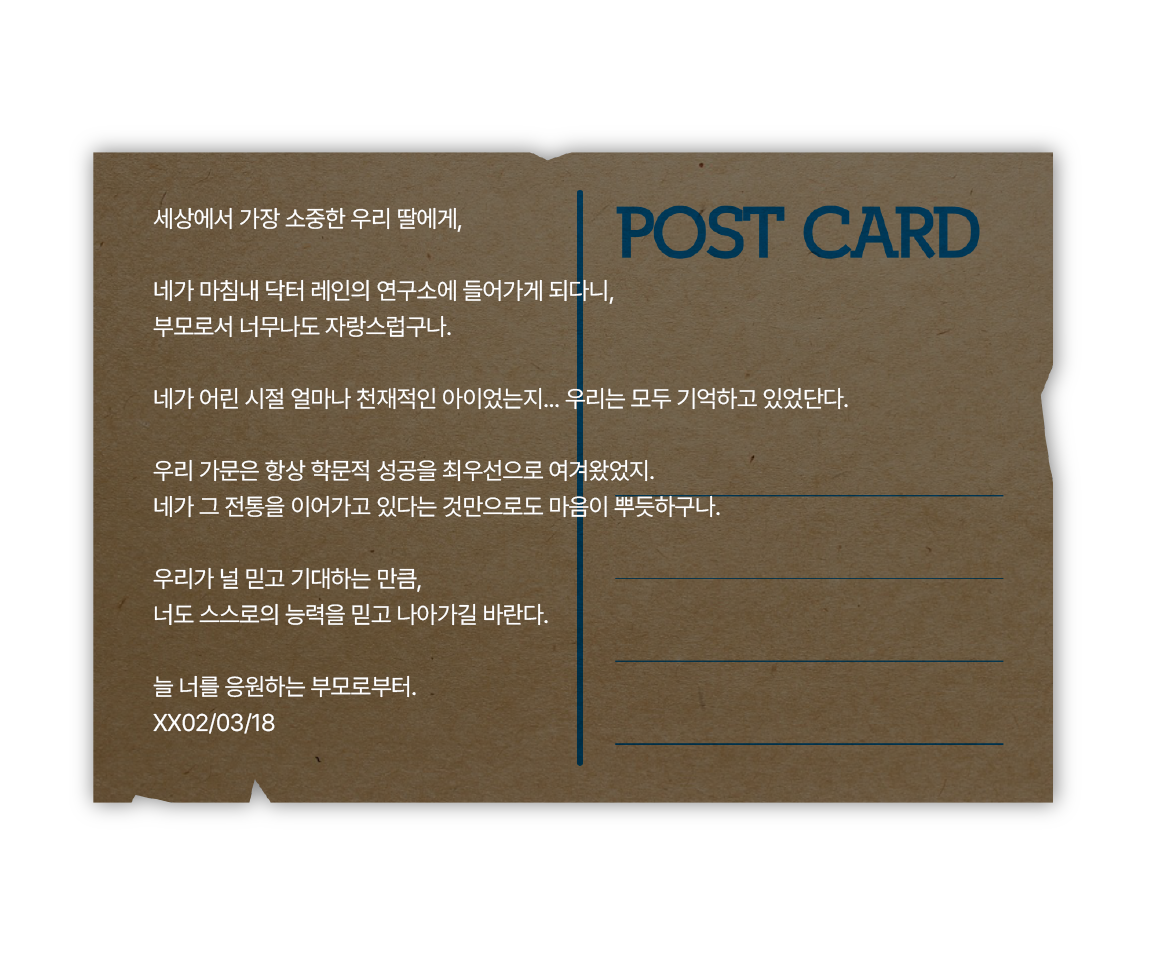 세상에서 가장 소중한 우리 딸에게,
네가 마침내 닥터 레인의 연구소에 들어가게 되다니,
부모로서 너무나도 자랑스럽구나.
네가 어린 시절 얼마나 천재적인 아이었는지... 우리는 모두 기억하고 있었단다.
우리 가문은 항상 학문적 성공을 최우선으로 여겨왔었지.
네가 그 전통을 이어가고 있다는 것만으로도 마음이 뿌듯하구나.
우리가 널 믿고 기대하는 만큼,
너도 스스로의 능력을 믿고 나아가길 바란다.
늘 너를 응원하는 부모로부터.
XX02/03/18
POST CARD